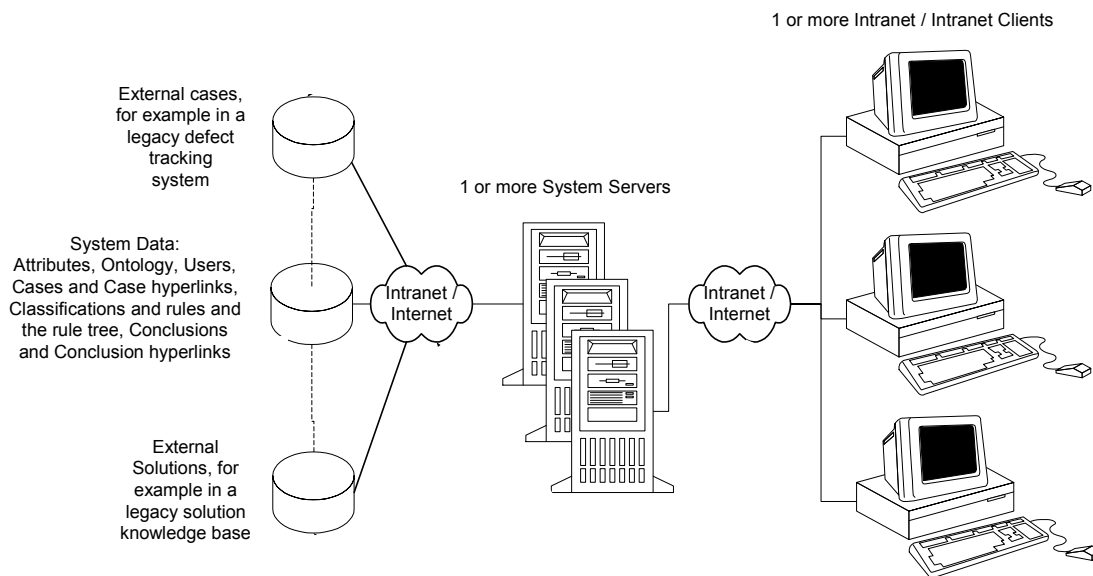 1 or more Intranet / Intranet Clients
External cases,
for example in a
legacy defect
tracking
system
1 or more System Servers
System Data:
Attributes, Ontology, Users,
Cases and Case hyperlinks,
Classifications and rules and
the rule tree, Conclusions
and Conclusion hyperlinks
Intranet /
Internet
Intranet /
Internet
External
Solutions, for
example in a
legacy solution
knowledge base